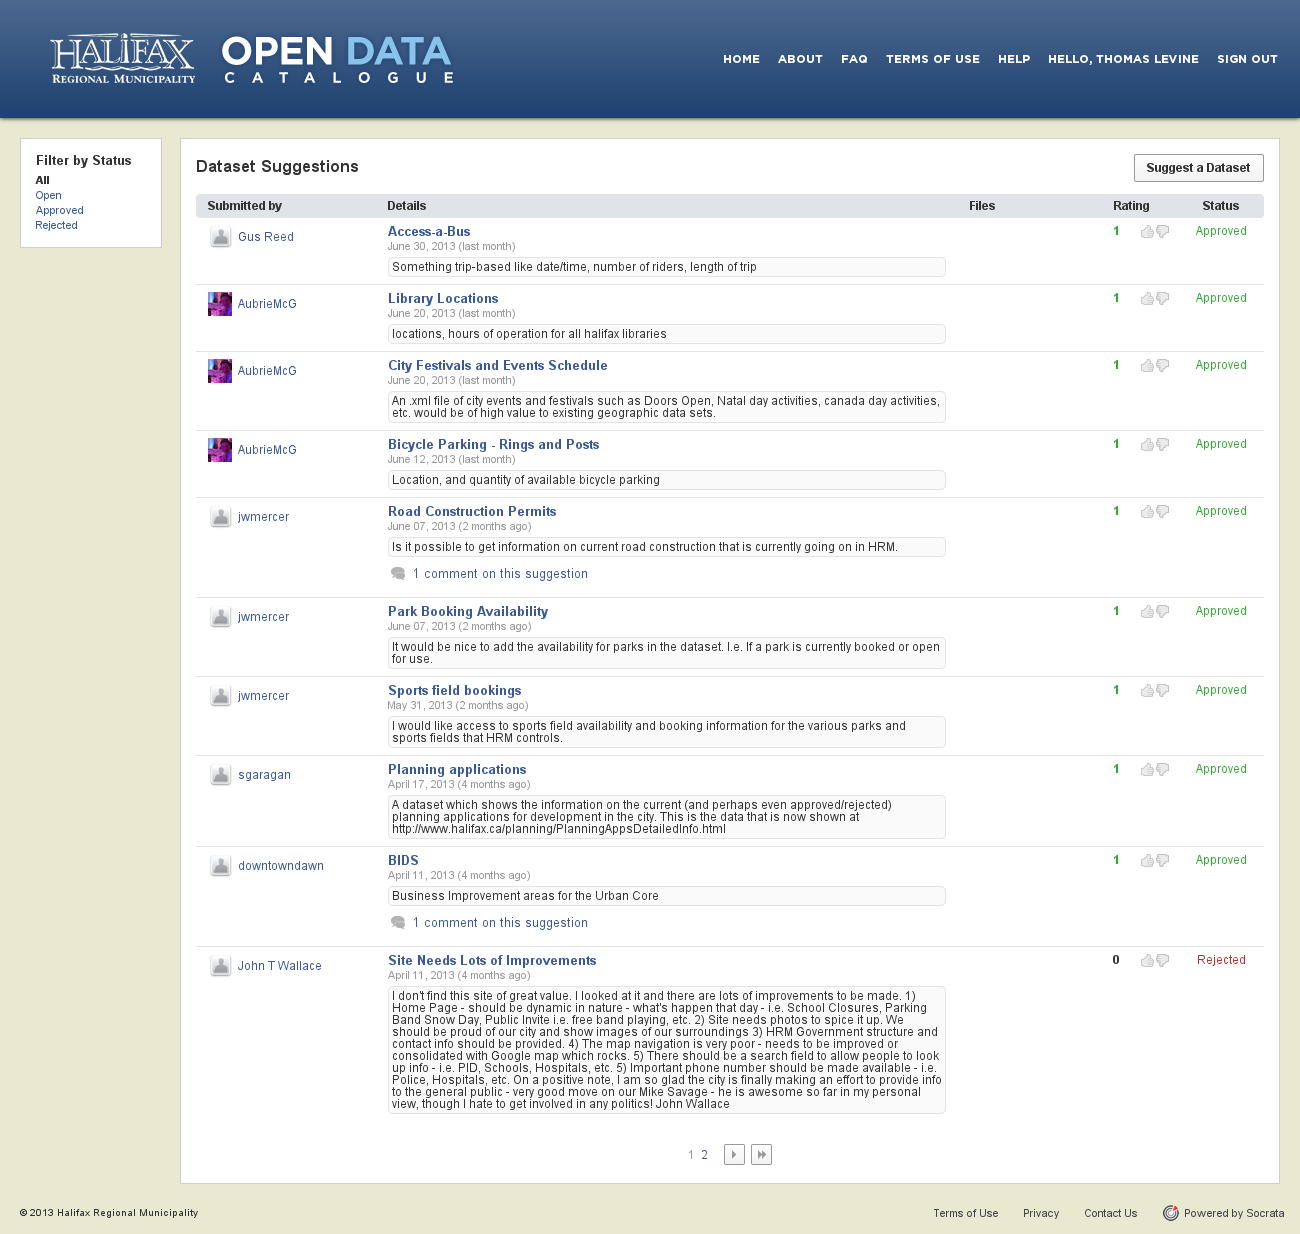 HALIFAX
REGIONAL MUNICIPALITY
OPEN DATA
CATALOGUE
HOME ABOUT FAQ TERMS OF USE HELP HELLO, THOMAS LEVINE SIGN OUT
Filter by Status
All
Open
Approved
Rejected
Dataset Suggestions
Suggest a Dataset
Submitted by Details Files Rating Status
Gus Reed Access-a-Bus 1 Approved
June 30, 2013 (last month)
Something trip-based like date/time, number of riders, length of trip
AubrieMcG Library Locations 1 Approved
June 20, 2013 (last month)
locations, hours of operation for all halifax libraries
AubrieMcG City Festivals and Events Schedule 1 Approved
June 20, 2013 (last month)
An .xml file of city events and festivals such as Doors Open, Natal day activities, canada day activities,
etc. would be of high value to existing geographic data sets.
AubrieMcG Bicycle Parking - Rings and Posts 1 Approved
June 12, 2013 (last month)
Location, and quantity of available bicycle parking
jwmercer Road Construction Permits 1 Approved
June 07, 2013 (2 months ago)
Is it possible to get information on current road construction that is currently going on in HRM.
1 comment on this suggestion
jwmercer Park Booking Availability 1 Approved
June 07, 2013 (2 months ago)
It would be nice to add the availability for parks in the dataset. I.e. If a park is currently booked or open
for use.
jwmercer Sports field bookings 1 Approved
May 31, 2013 (2 months ago)
I would like access to sports field availability and booking information for the various parks and
sports fields that HRM controls.
sgaragan Planning applications 1 Approved
April 17, 2013 (4 months ago)
A dataset which shows the information on the current (and perhaps even approved/rejected)
planning applications for development in the city. This is the data that is now shown at
http://www.halifax.ca/planning/PlanningAppsDetailedInfo.html
downtowndawn BIDS 1 Approved
April 11, 2013 (4 months ago)
Business Improvement areas for the Urban Core
1 comment on this suggestion
John T Wallace Site Needs Lots of Improvements 0 Rejected
April 11, 2013 (4 months ago)
I don't find this site of great value. I looked at it and there are lots of improvements to be made. 1)
Home Page - should be dynamic in nature - what's happen that day - i.e. School Closures, Parking
Band Snow Day, Public Invite i.e. free band playing, etc. 2) Site needs photos to spice it up. We
should be proud of our city and show images of our surroundings 3) HRM Government structure and
contact info should be provided. 4) The map navigation is very poor - needs to be improved or
consolidated with Google map which rocks. 5) There should be a search field to allow people to look
up info - i.e. PID, Schools, Hospitals, etc. 5) Important phone number should be made available - i.e.
Police, Hospitals, etc. On a positive note, I am so glad the city is finally making an effort to provide info
to the general public - very good move on our Mike Savage - he is awesome so far in my personal
view, though I hate to get involved in any politics! John Wallace
1 2
© 2013 Halifax Regional Municipality
Terms of Use Privacy Contact Us Powered by Socrata